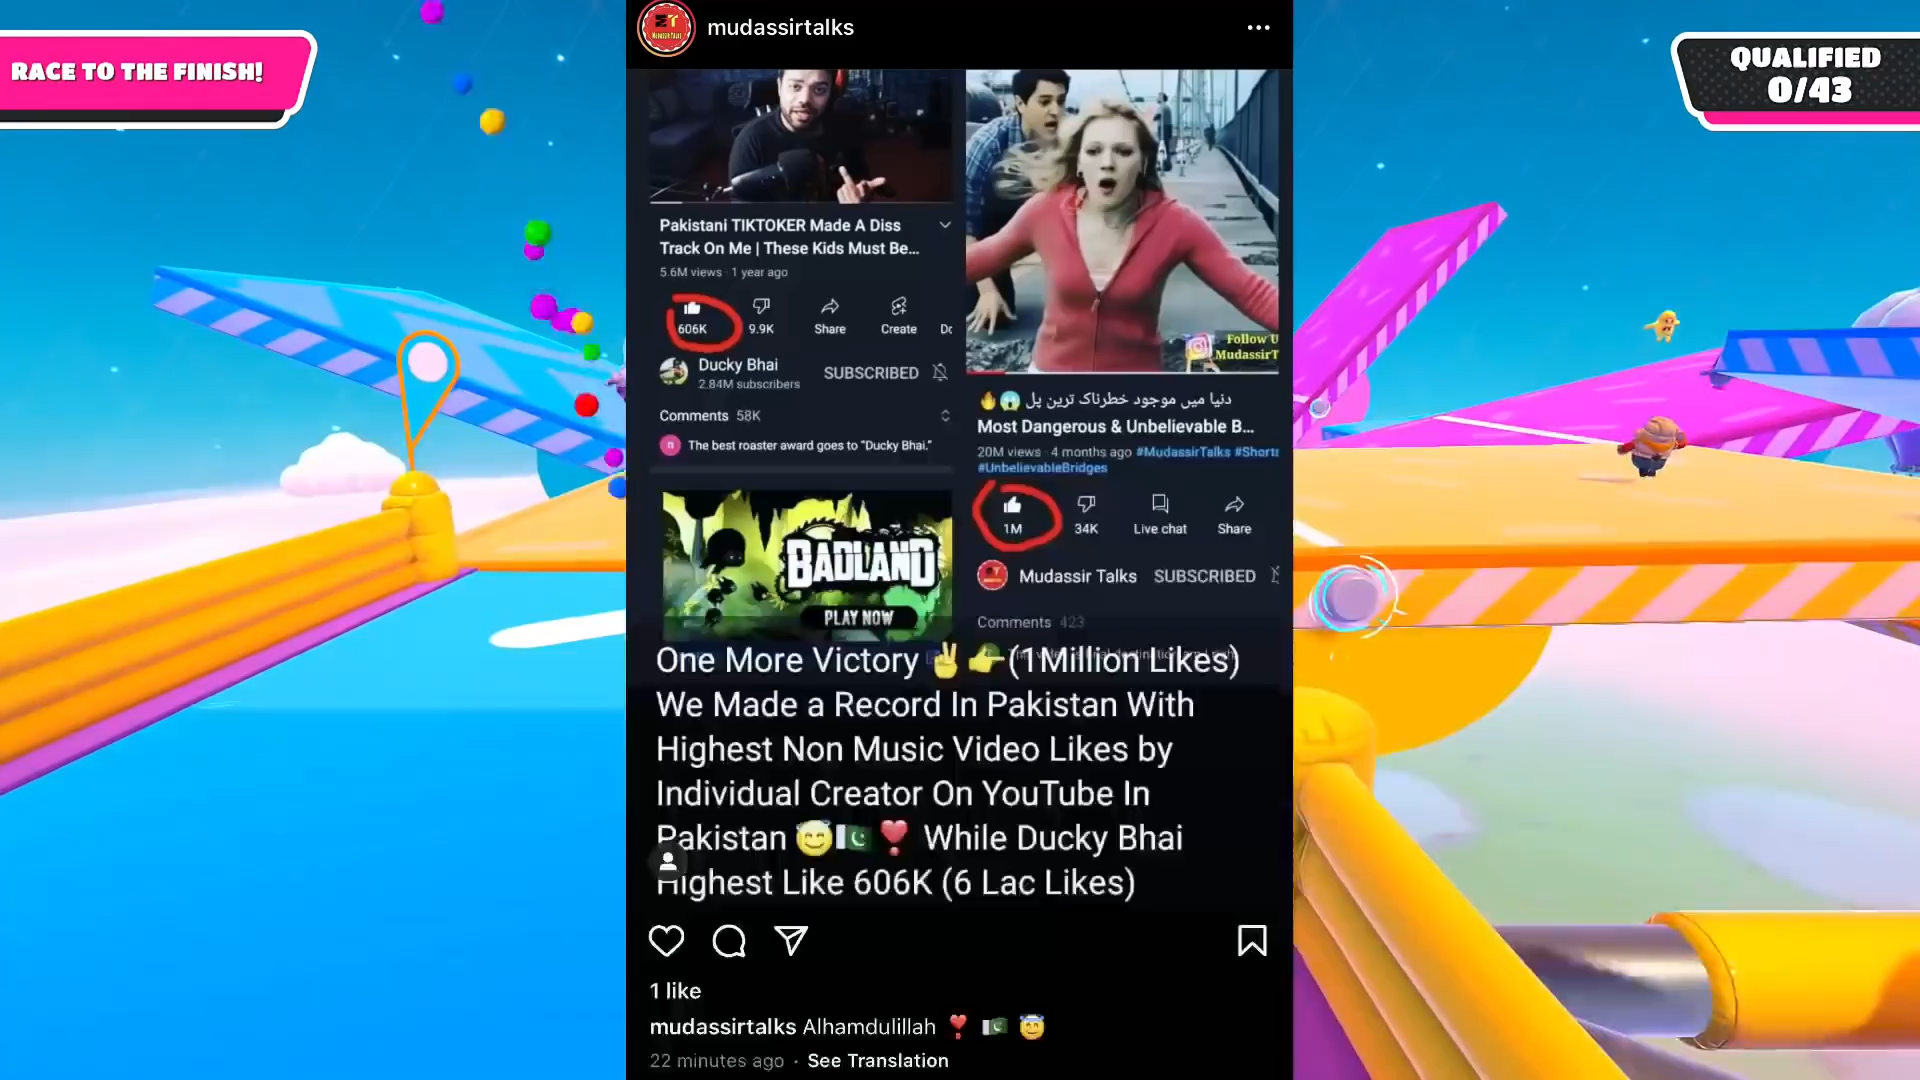 RACE TO THE FINISH!
QUALIFIED
0/43
mudassirtalks
Pakistani TIKTOKER Made A Diss
Track On Me | These Kids Must Be...
5.6M views · 1 year ago
606K
9.9K
Share
Create
Ducky Bhai
2.84M subscribers
SUBSCRIBED
Comments 58K
The best roaster award goes to "Ducky Bhai."
BADLAND
PLAY NOW
Follow U
MudassirT
دنیا میں موجود خطرناک ترین پل 😱🔥
Most Dangerous & Unbelievable B...
20M views · 4 months ago #MudassirTalks #Shorts
#UnbelievableBridges
1M
34K
Live chat
Share
Mudassir Talks
SUBSCRIBED
Comments 423
One More Victory ✌️👉(1Million Likes)
We Made a Record In Pakistan With
Highest Non Music Video Likes by
Individual Creator On YouTube In
Pakistan 😇🇵🇰❣️ While Ducky Bhai
Highest Like 606K (6 Lac Likes)
1 like
mudassirtalks Alhamdulillah ❣️ 🇵🇰 😇
22 minutes ago · See Translation